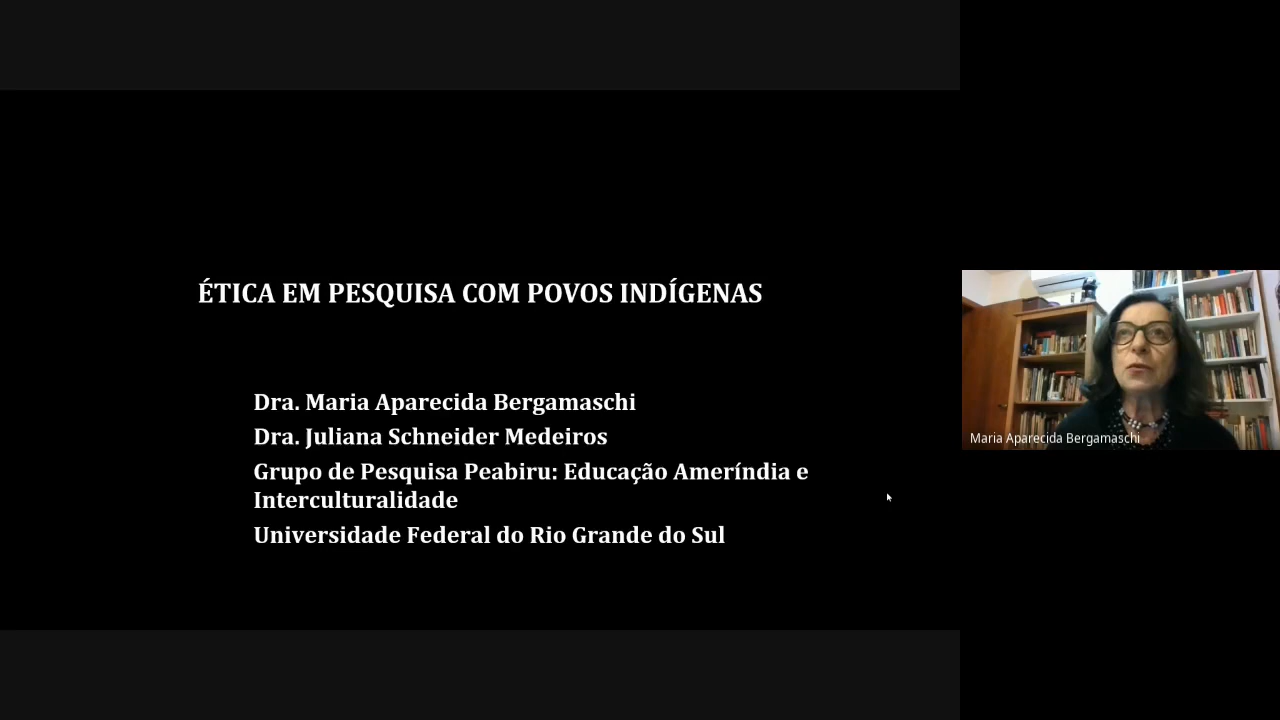 ÉTICA EM PESQUISA COM POVOS INDÍGENAS
Dra. Maria Aparecida Bergamaschi
Dra. Juliana Schneider Medeiros
Grupo de Pesquisa Peabiru: Educação Ameríndia e
Interculturalidade
Universidade Federal do Rio Grande do Sul
Maria Aparecida Bergamaschi